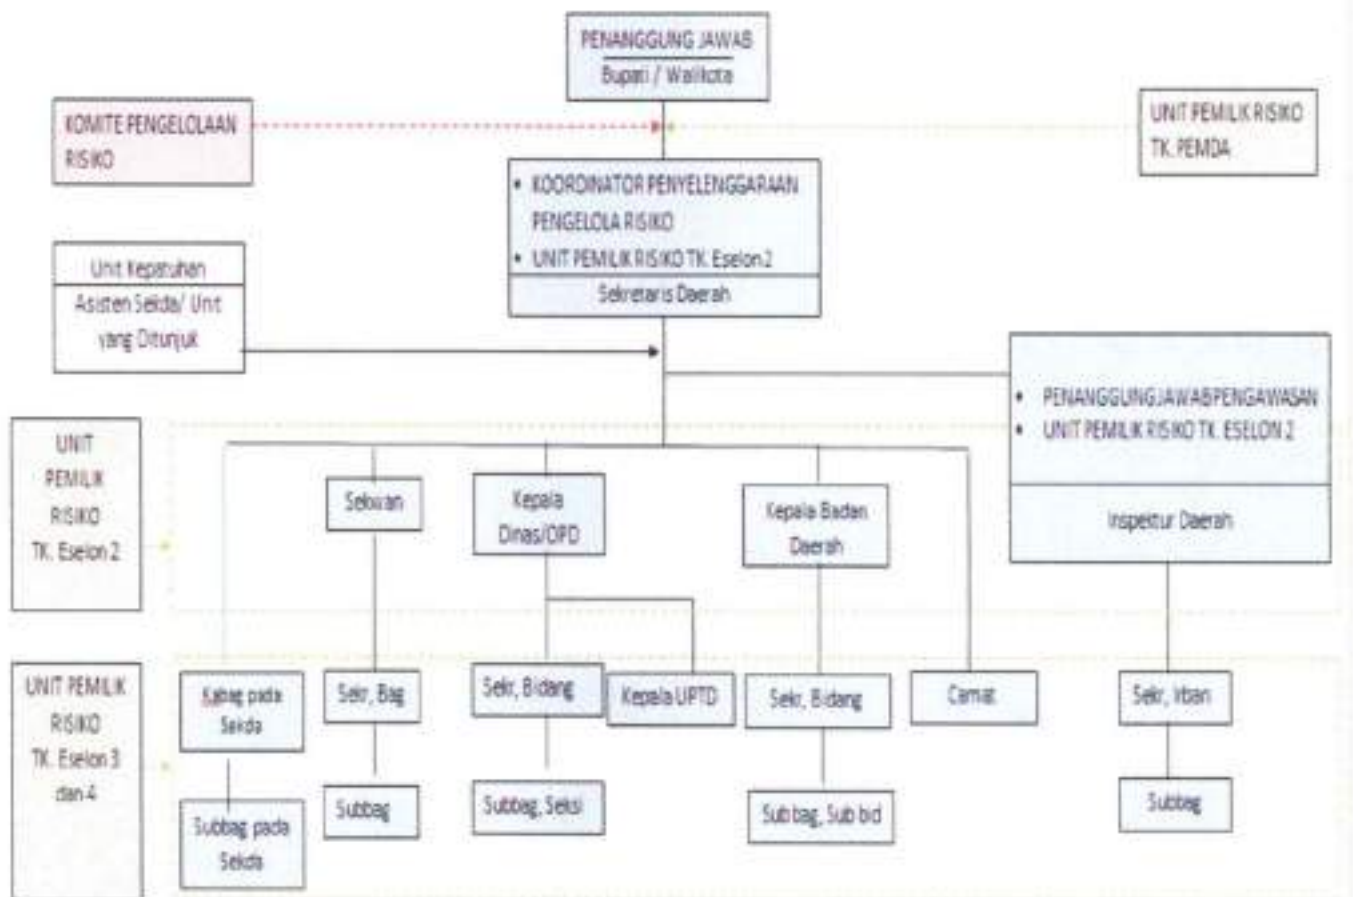 PENANGGUNG JAWAB
Bupati / Walikota
KOMITE PENGELOLAAN
RISIKO
UNIT PEMILIK RISIKO
TK. PEMDA
• KOORDINATOR PENYELENGGARAAN
PENGELOLA RISIKO
• UNIT PEMILIK RISIKO TK. Eselon 2
Sekretaris Daerah
Unit Kepatuhan
Asisten Sekda/ Unit
yang Ditunjuk
• PENANGGUNGJAWAB PENGAWASAN
• UNIT PEMILIK RISIKO TK. ESELON 2
Inspektur Daerah
UNIT
PEMILIK
RISIKO
TK. Eselon 2
Sekwan
Kepala
Dinas/OPD
Kepala Badan
Daerah
UNIT PEMILIK
RISIKO
TK. Eselon 3
dan 4
Kabag pada
Sekda
Sekr, Bag
Sekr, Bidang
Kepala UPTD
Sekr, Bidang
Camat
Sekr, Irban
Subbag pada
Sekda
Subbag
Subbag, Seksi
Subbag, Sub bid
Subbag